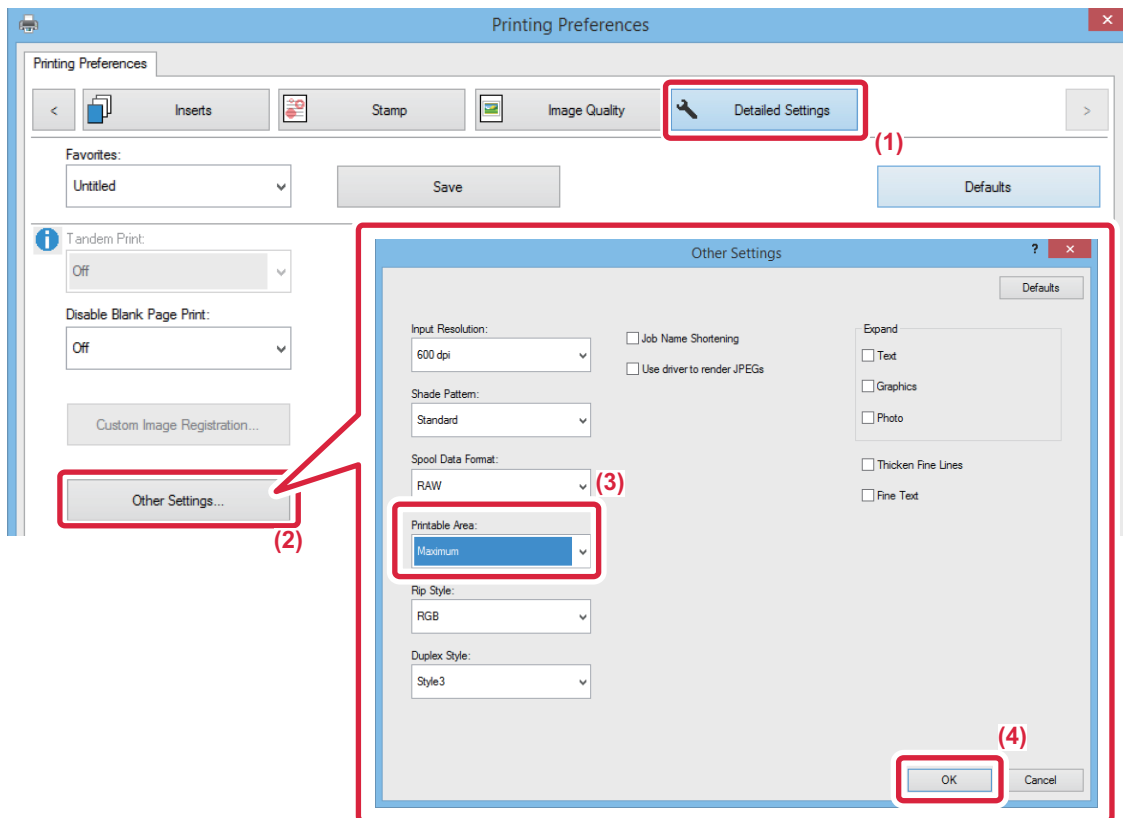 Printing Preferences
Printing Preferences
< Inserts Stamp Image Quality Detailed Settings >
(1)
Favorites:
Untitled Save Defaults
Tandem Print:
Off
Disable Blank Page Print:
Off
Custom Image Registration...
Other Settings...
(2)
Other Settings ?
Defaults
Input Resolution:
600 dpi
Shade Pattern:
Standard
Spool Data Format:
RAW
(3)
Printable Area:
Maximum
Rip Style:
RGB
Duplex Style:
Style3
Job Name Shortening
Use driver to render JPEGs
Expand
Text
Graphics
Photo
Thicken Fine Lines
Fine Text
(4)
OK Cancel